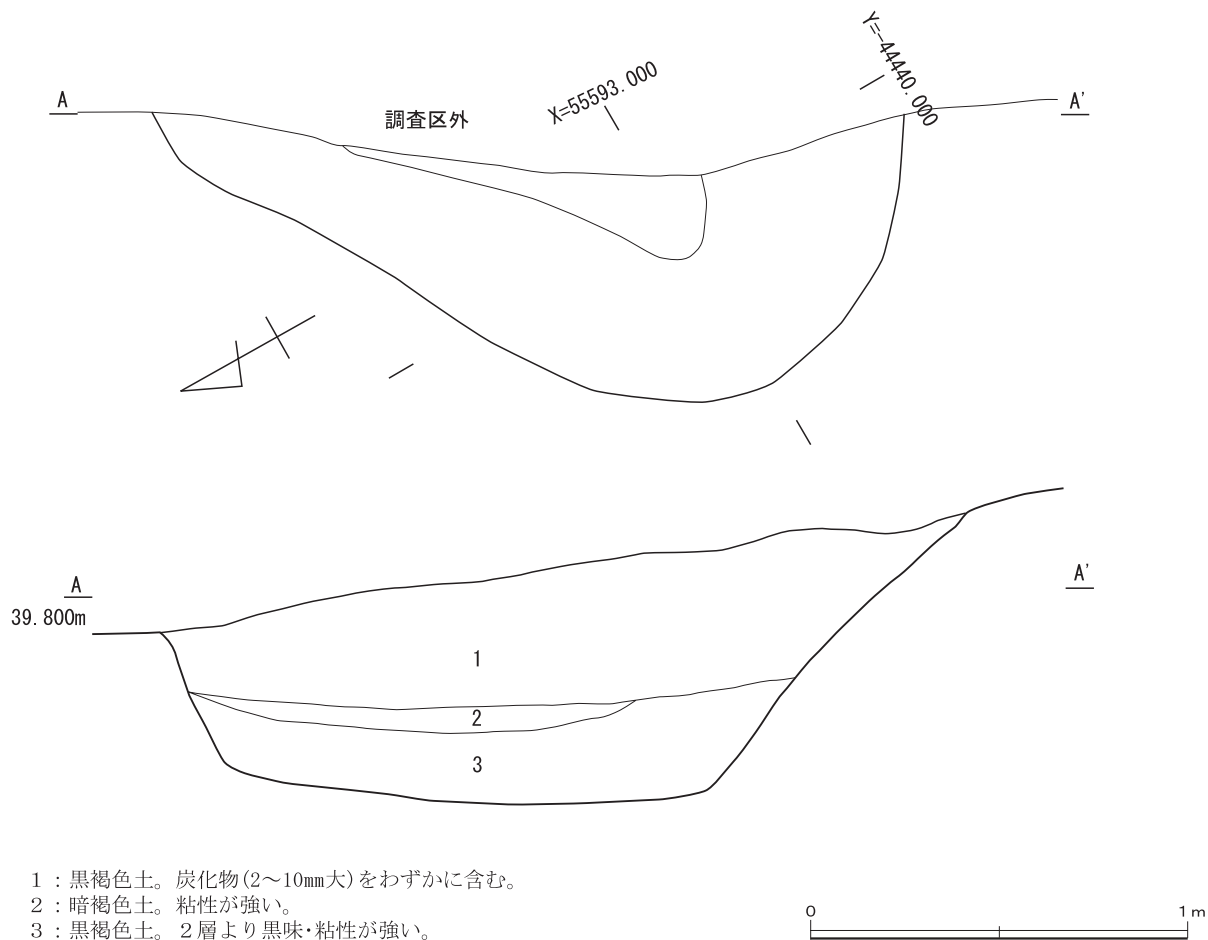 A
調査区外
X=55593.000
Y=-44440.000
A'
A
39.800m
A'
1
2
3
1：黒褐色土。炭化物(2～10mm大)をわずかに含む。
2：暗褐色土。粘性が強い。
3：黒褐色土。２層より黒味・粘性が強い。
0
1m